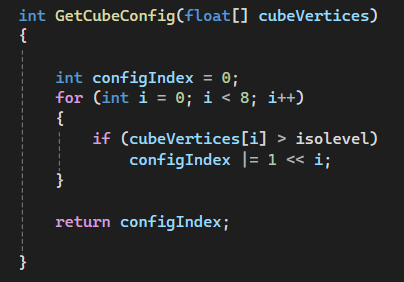 int GetCubeConfig(float[] cubeVertices)
{
int configIndex = 0;
for (int i = 0; i < 8; i++)
{
if (cubeVertices[i] > isolevel)
configIndex |= 1 << i;
}
return configIndex;
}